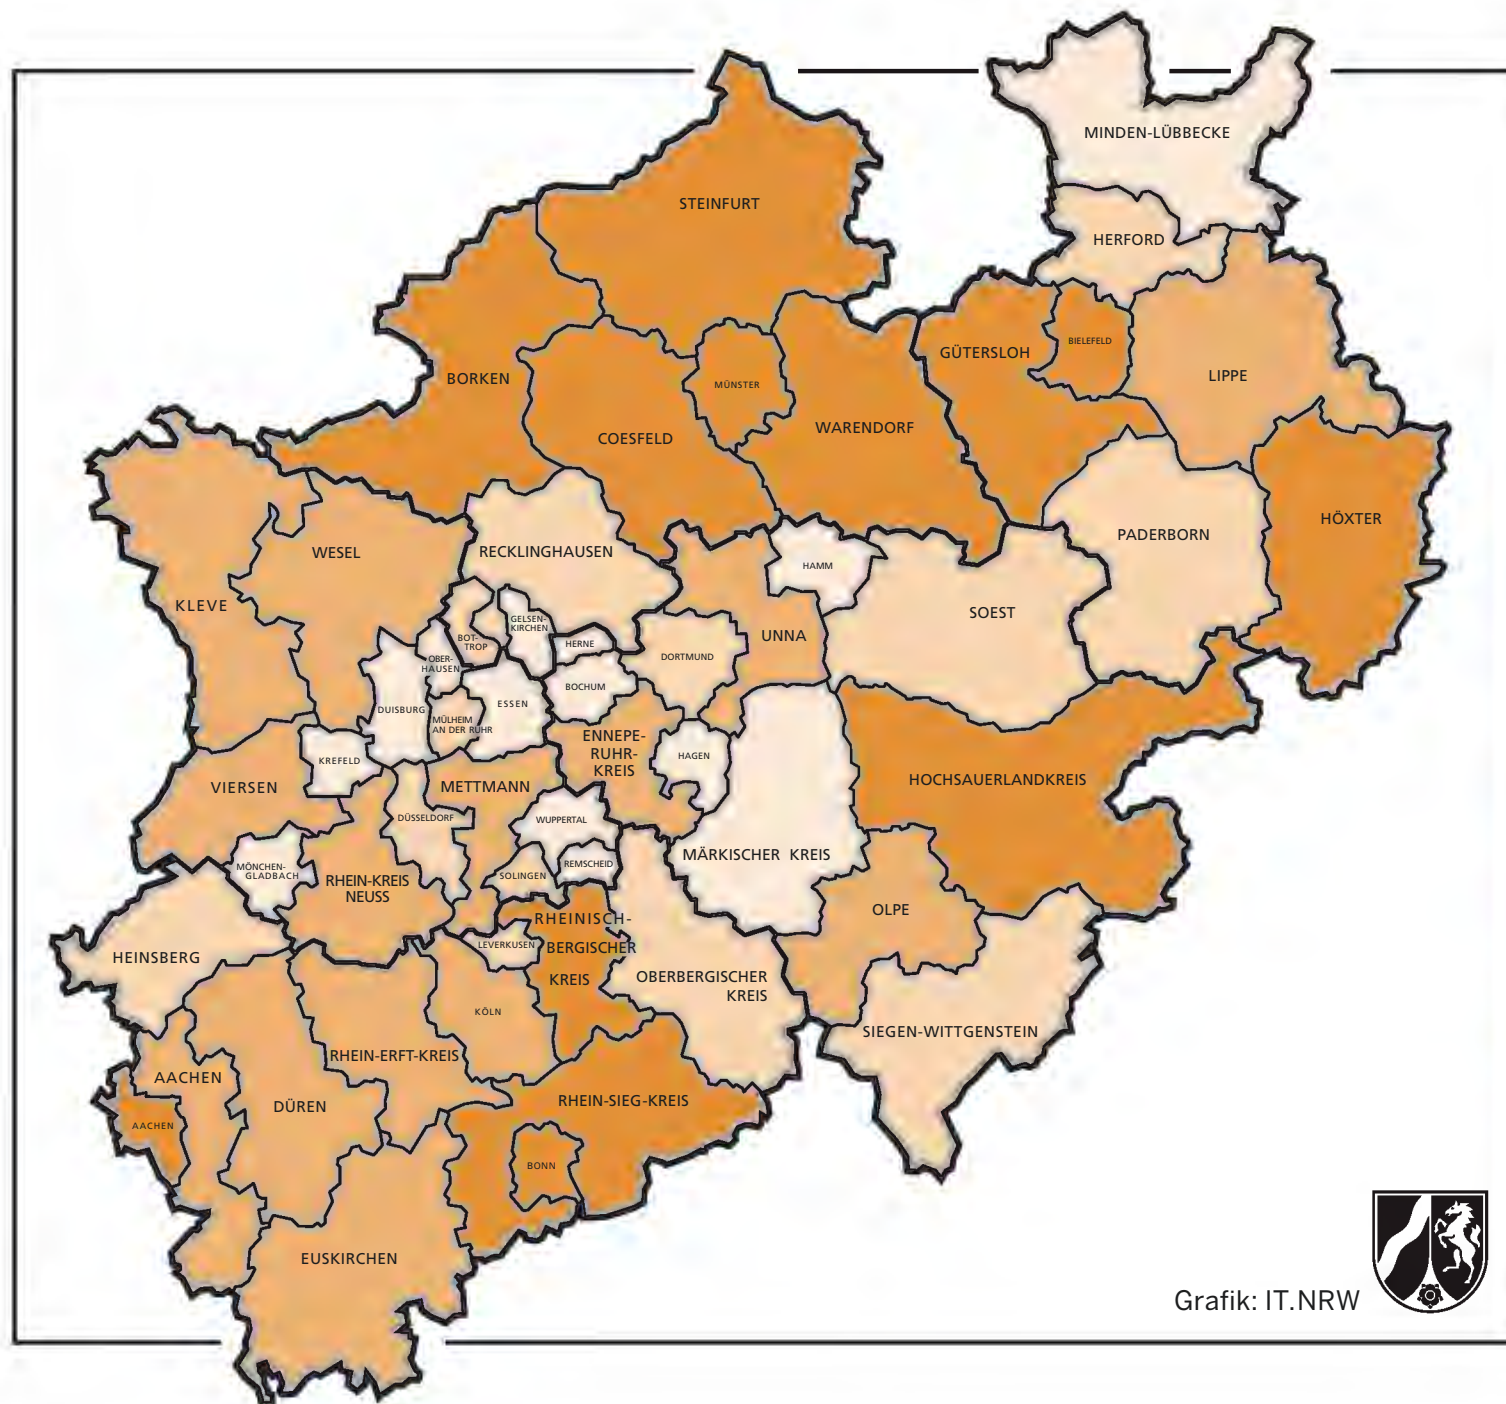 MINDEN-LÜBBECKE
STEINFURT
HERFORD
BIELEFELD
GÜTERSLOH
LIPPE
BORKEN
MÜNSTER
WARENDORF
COESFELD
HÖXTER
PADERBORN
RECKLINGHAUSEN
WESEL
HAMM
KLEVE
SOEST
GELSEN-
KIRCHEN
BOT-
TROP
HERNE
UNNA
DORTMUND
OBER-
HAUSEN
BOCHUM
ESSEN
DUISBURG
MÜLHEIM
AN DER RUHR
ENNEPE-
RUHR-
KREIS
HAGEN
KREFELD
HOCHSAUERLANDKREIS
VIERSEN
METTMANN
DÜSSELDORF
WUPPERTAL
MÄRKISCHER KREIS
REMSCHEID
MÖNCHEN-
GLADBACH
SOLINGEN
RHEIN-KREIS
NEUSS
OLPE
RHEINISCH-
BERGISCHER
KREIS
LEVERKUSEN
HEINSBERG
OBERBERGISCHER
KREIS
KÖLN
SIEGEN-WITTGENSTEIN
RHEIN-ERFT-KREIS
AACHEN
RHEIN-SIEG-KREIS
DÜREN
AACHEN
BONN
EUSKIRCHEN
Grafik: IT.NRW